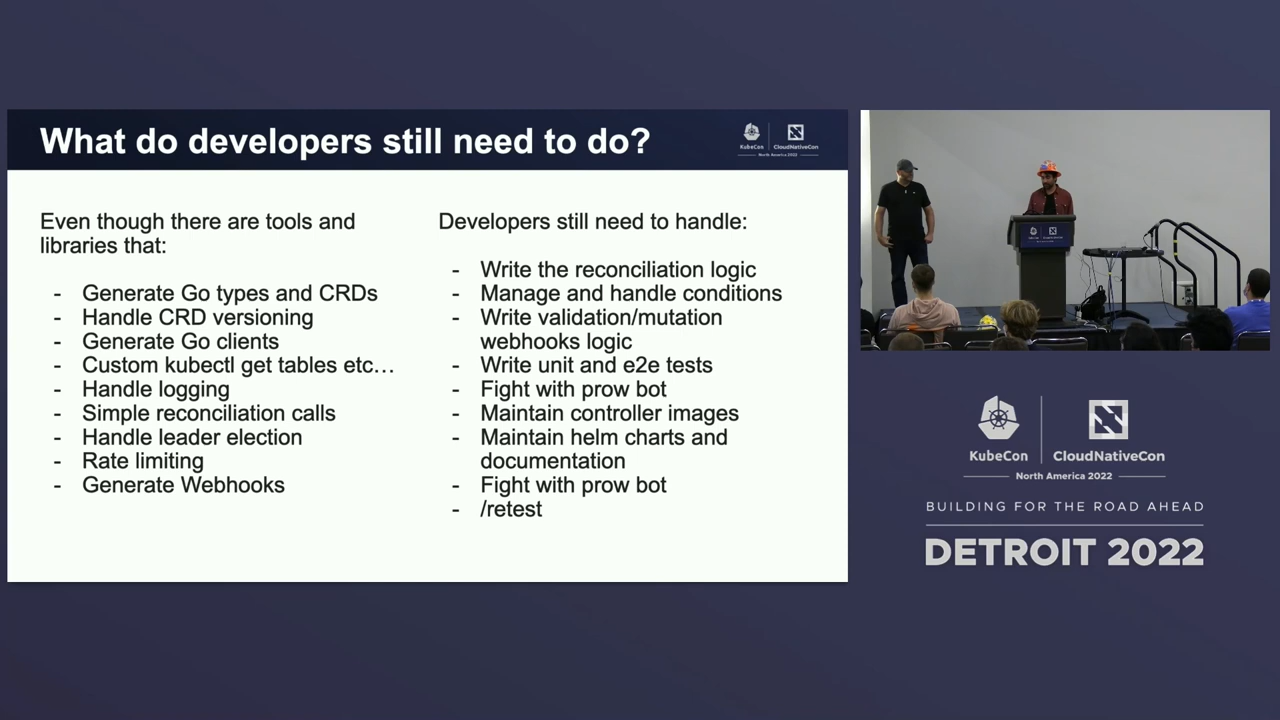 What do developers still need to do?
KubeCon
CloudNativeCon
North America 2022
Even though there are tools and
libraries that:
- Generate Go types and CRDs
- Handle CRD versioning
- Generate Go clients
- Custom kubectl get tables etc…
- Handle logging
- Simple reconciliation calls
- Handle leader election
- Rate limiting
- Generate Webhooks
Developers still need to handle:
- Write the reconciliation logic
- Manage and handle conditions
- Write validation/mutation
webhooks logic
- Write unit and e2e tests
- Fight with prow bot
- Maintain controller images
- Maintain helm charts and
documentation
- Fight with prow bot
- /retest
KubeCon
CloudNativeCon
North America 2022
BUILDING FOR THE ROAD AHEAD
DETROIT 2022